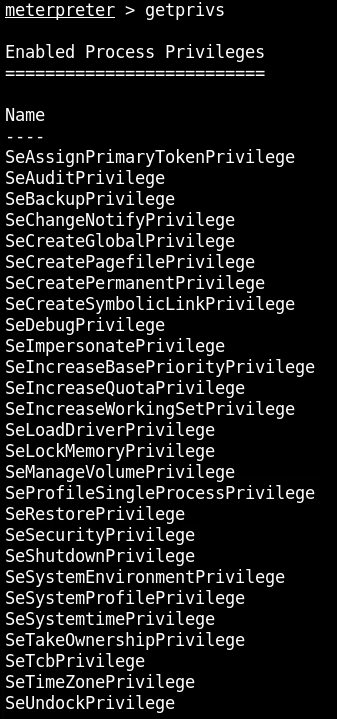 meterpreter > getprivs
Enabled Process Privileges
==========================
Name
----
SeAssignPrimaryTokenPrivilege
SeAuditPrivilege
SeBackupPrivilege
SeChangeNotifyPrivilege
SeCreateGlobalPrivilege
SeCreatePagefilePrivilege
SeCreatePermanentPrivilege
SeCreateSymbolicLinkPrivilege
SeDebugPrivilege
SeImpersonatePrivilege
SeIncreaseBasePriorityPrivilege
SeIncreaseQuotaPrivilege
SeIncreaseWorkingSetPrivilege
SeLoadDriverPrivilege
SeLockMemoryPrivilege
SeManageVolumePrivilege
SeProfileSingleProcessPrivilege
SeRestorePrivilege
SeSecurityPrivilege
SeShutdownPrivilege
SeSystemEnvironmentPrivilege
SeSystemProfilePrivilege
SeSystemtimePrivilege
SeTakeOwnershipPrivilege
SeTcbPrivilege
SeTimeZonePrivilege
SeUndockPrivilege